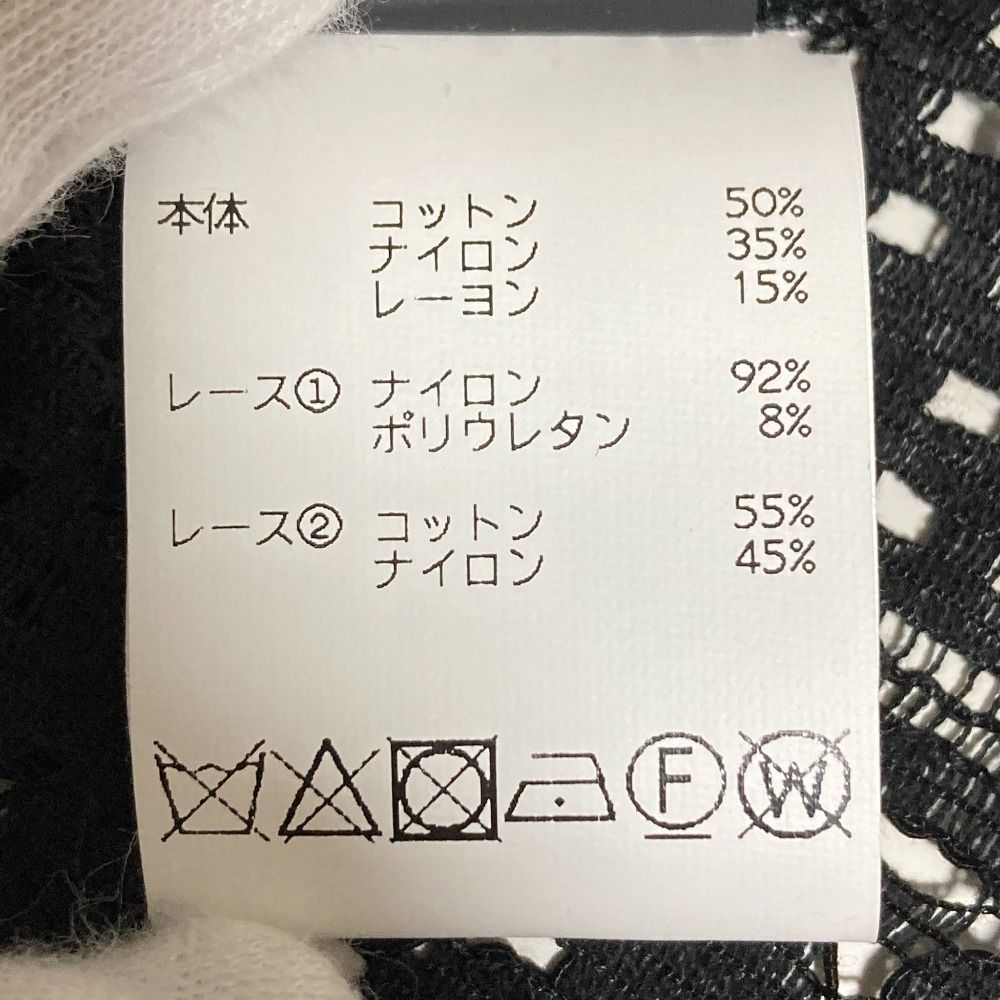 本体 コットン 50%
ナイロン 35%
レーヨン 15%
レース① ナイロン 92%
ポリウレタン 8%
レース② コットン 55%
ナイロン 45%
F W